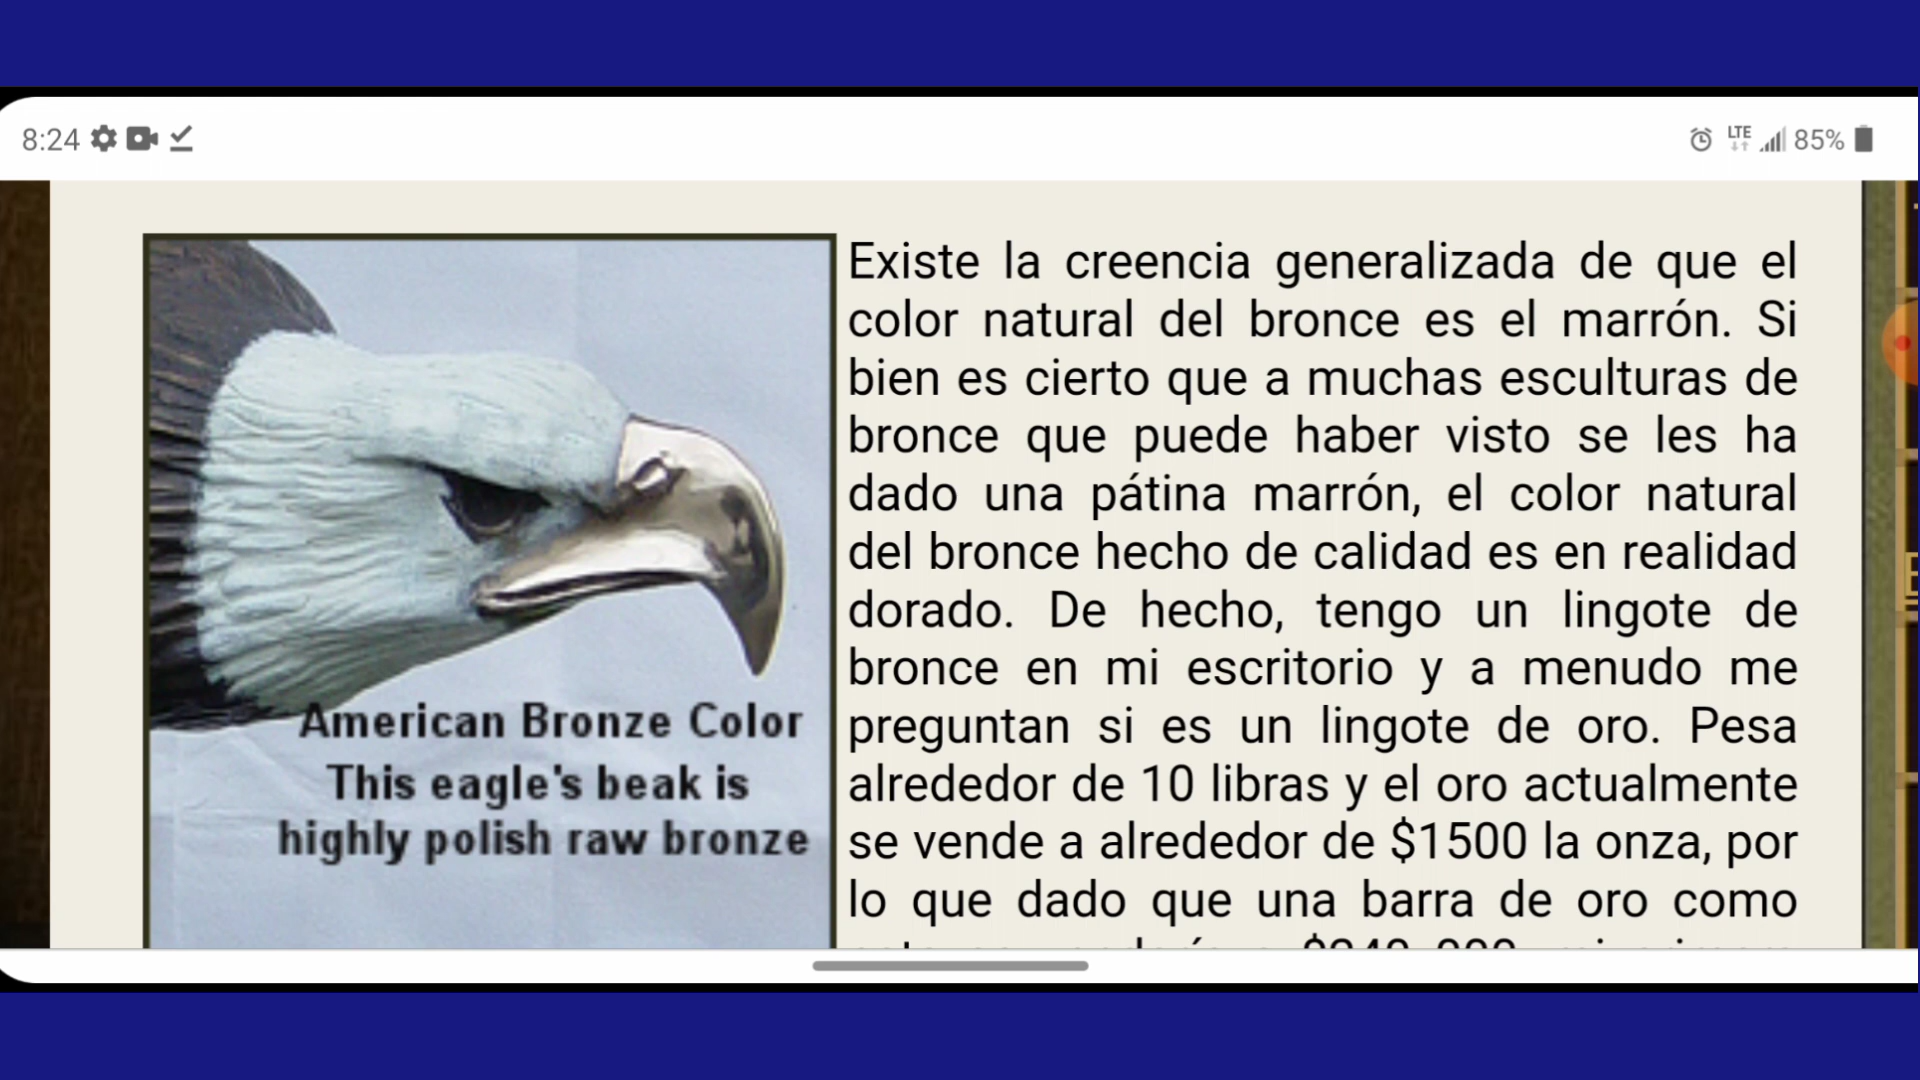 8:24
LTE
85%
Existe la creencia generalizada de que el
color natural del bronce es el marrón. Si
bien es cierto que a muchas esculturas de
bronce que puede haber visto se les ha
dado una pátina marrón, el color natural
del bronce hecho de calidad es en realidad
dorado. De hecho, tengo un lingote de
bronce en mi escritorio y a menudo me
preguntan si es un lingote de oro. Pesa
alrededor de 10 libras y el oro actualmente
se vende a alrededor de $1500 la onza, por
lo que dado que una barra de oro como
American Bronze Color
This eagle's beak is
highly polish raw bronze